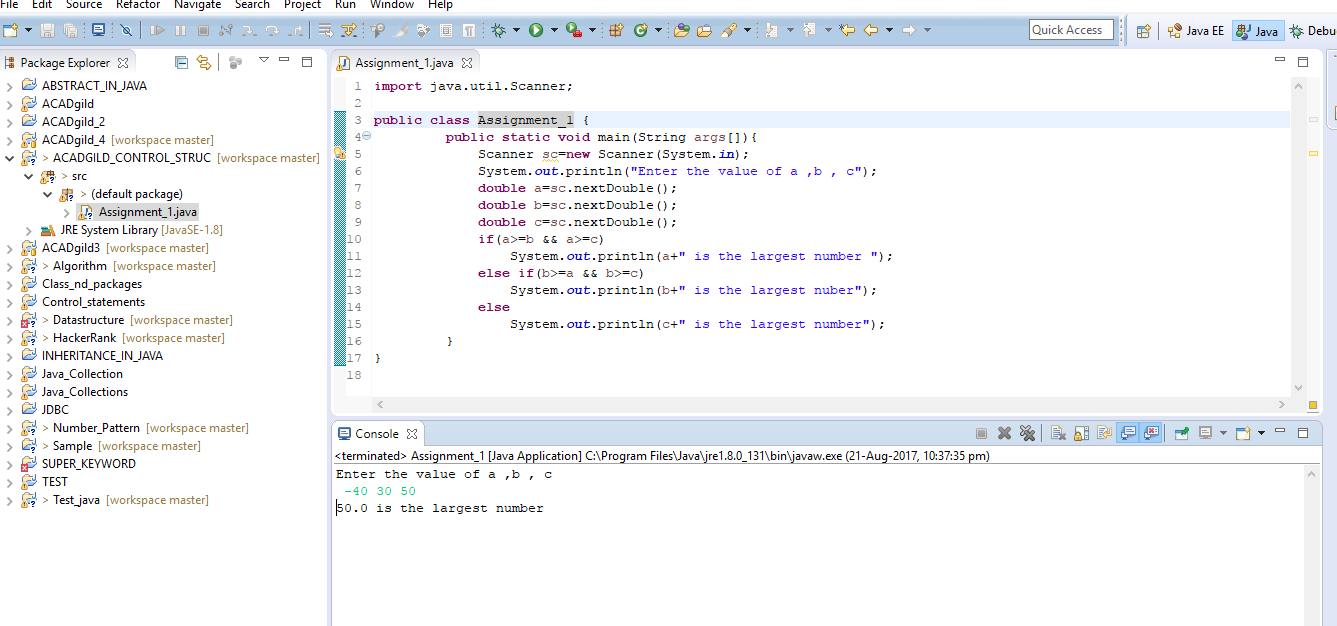 File Edit Source Refactor Navigate Search Project Run Window Help
Quick Access
Java EE
Java
Debu
Package Explorer
ABSTRACT_IN_JAVA
ACADgild
ACADgild_2
ACADgild_4 [workspace master]
> ACADGILD_CONTROL_STRUC [workspace master]
> src
> (default package)
Assignment_1.java
JRE System Library [JavaSE-1.8]
ACADgild3 [workspace master]
> Algorithm [workspace master]
Class_nd_packages
Control_statements
> Datastructure [workspace master]
> HackerRank [workspace master]
INHERITANCE_IN_JAVA
Java_Collection
Java_Collections
JDBC
> Number_Pattern [workspace master]
> Sample [workspace master]
SUPER_KEYWORD
TEST
> Test_java [workspace master]
Assignment_1.java
1 import java.util.Scanner;
2
3 public class Assignment_1 {
4 public static void main(String args[]){
5 Scanner sc=new Scanner(System.in);
6 System.out.println("Enter the value of a ,b , c");
7 double a=sc.nextDouble();
8 double b=sc.nextDouble();
9 double c=sc.nextDouble();
10 if(a>=b && a>=c)
11 System.out.println(a+" is the largest number ");
12 else if(b>=a && b>=c)
13 System.out.println(b+" is the largest nuber");
14 else
15 System.out.println(c+" is the largest number");
16 }
17 }
18
Console
<terminated> Assignment_1 [Java Application] C:\Program Files\Java\jre1.8.0_131\bin\javaw.exe (21-Aug-2017, 10:37:35 pm)
Enter the value of a ,b , c
-40 30 50
50.0 is the largest number